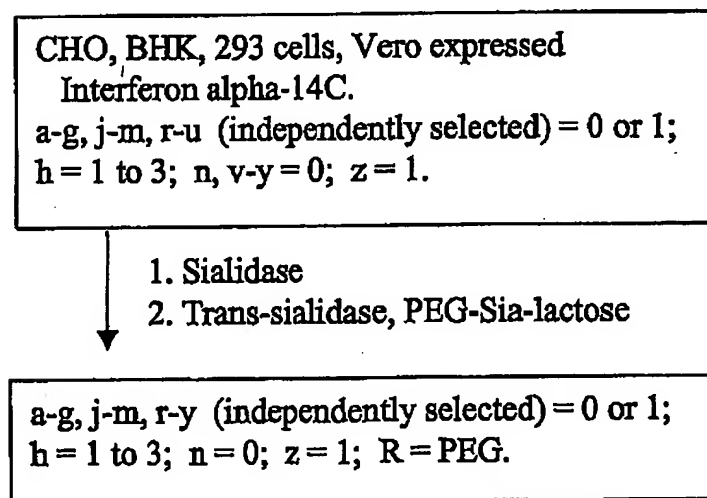 CHO, BHK, 293 cells, Vero expressed
Interferon alpha-14C.
a-g, j-m, r-u (independently selected) = 0 or 1;
h = 1 to 3; n, v-y = 0; z = 1.
1. Sialidase
2. Trans-sialidase, PEG-Sia-lactose
a-g, j-m, r-y (independently selected) = 0 or 1;
h = 1 to 3; n = 0; z = 1; R = PEG.